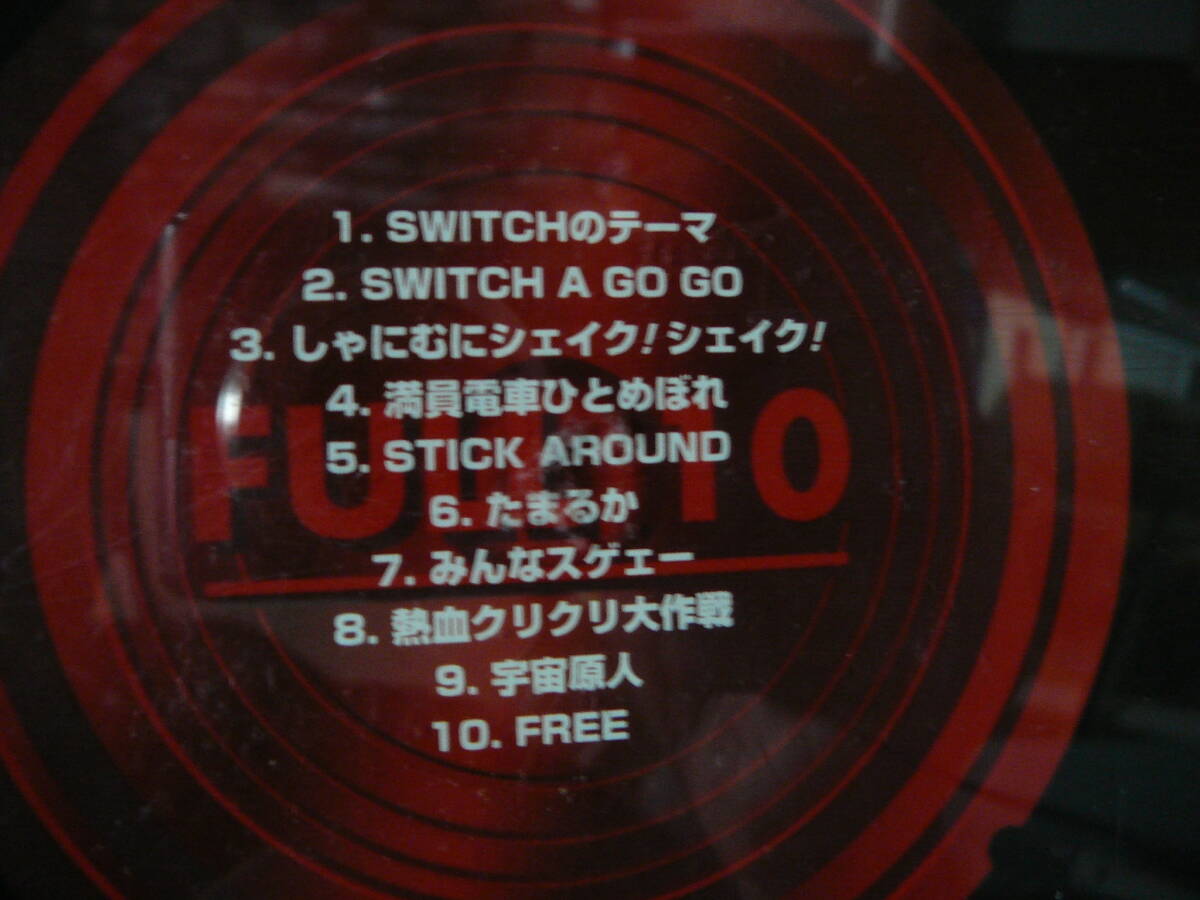 1. SWITCHのテーマ
2. SWITCH A GO GO
3. しゃにむにシェイク!シェイク!
4. 満員電車ひとめぼれ
5. STICK AROUND
6. たまるか
7. みんなスゲェー
8. 熱血クリクリ大作戦
9. 宇宙原人
10. FREE